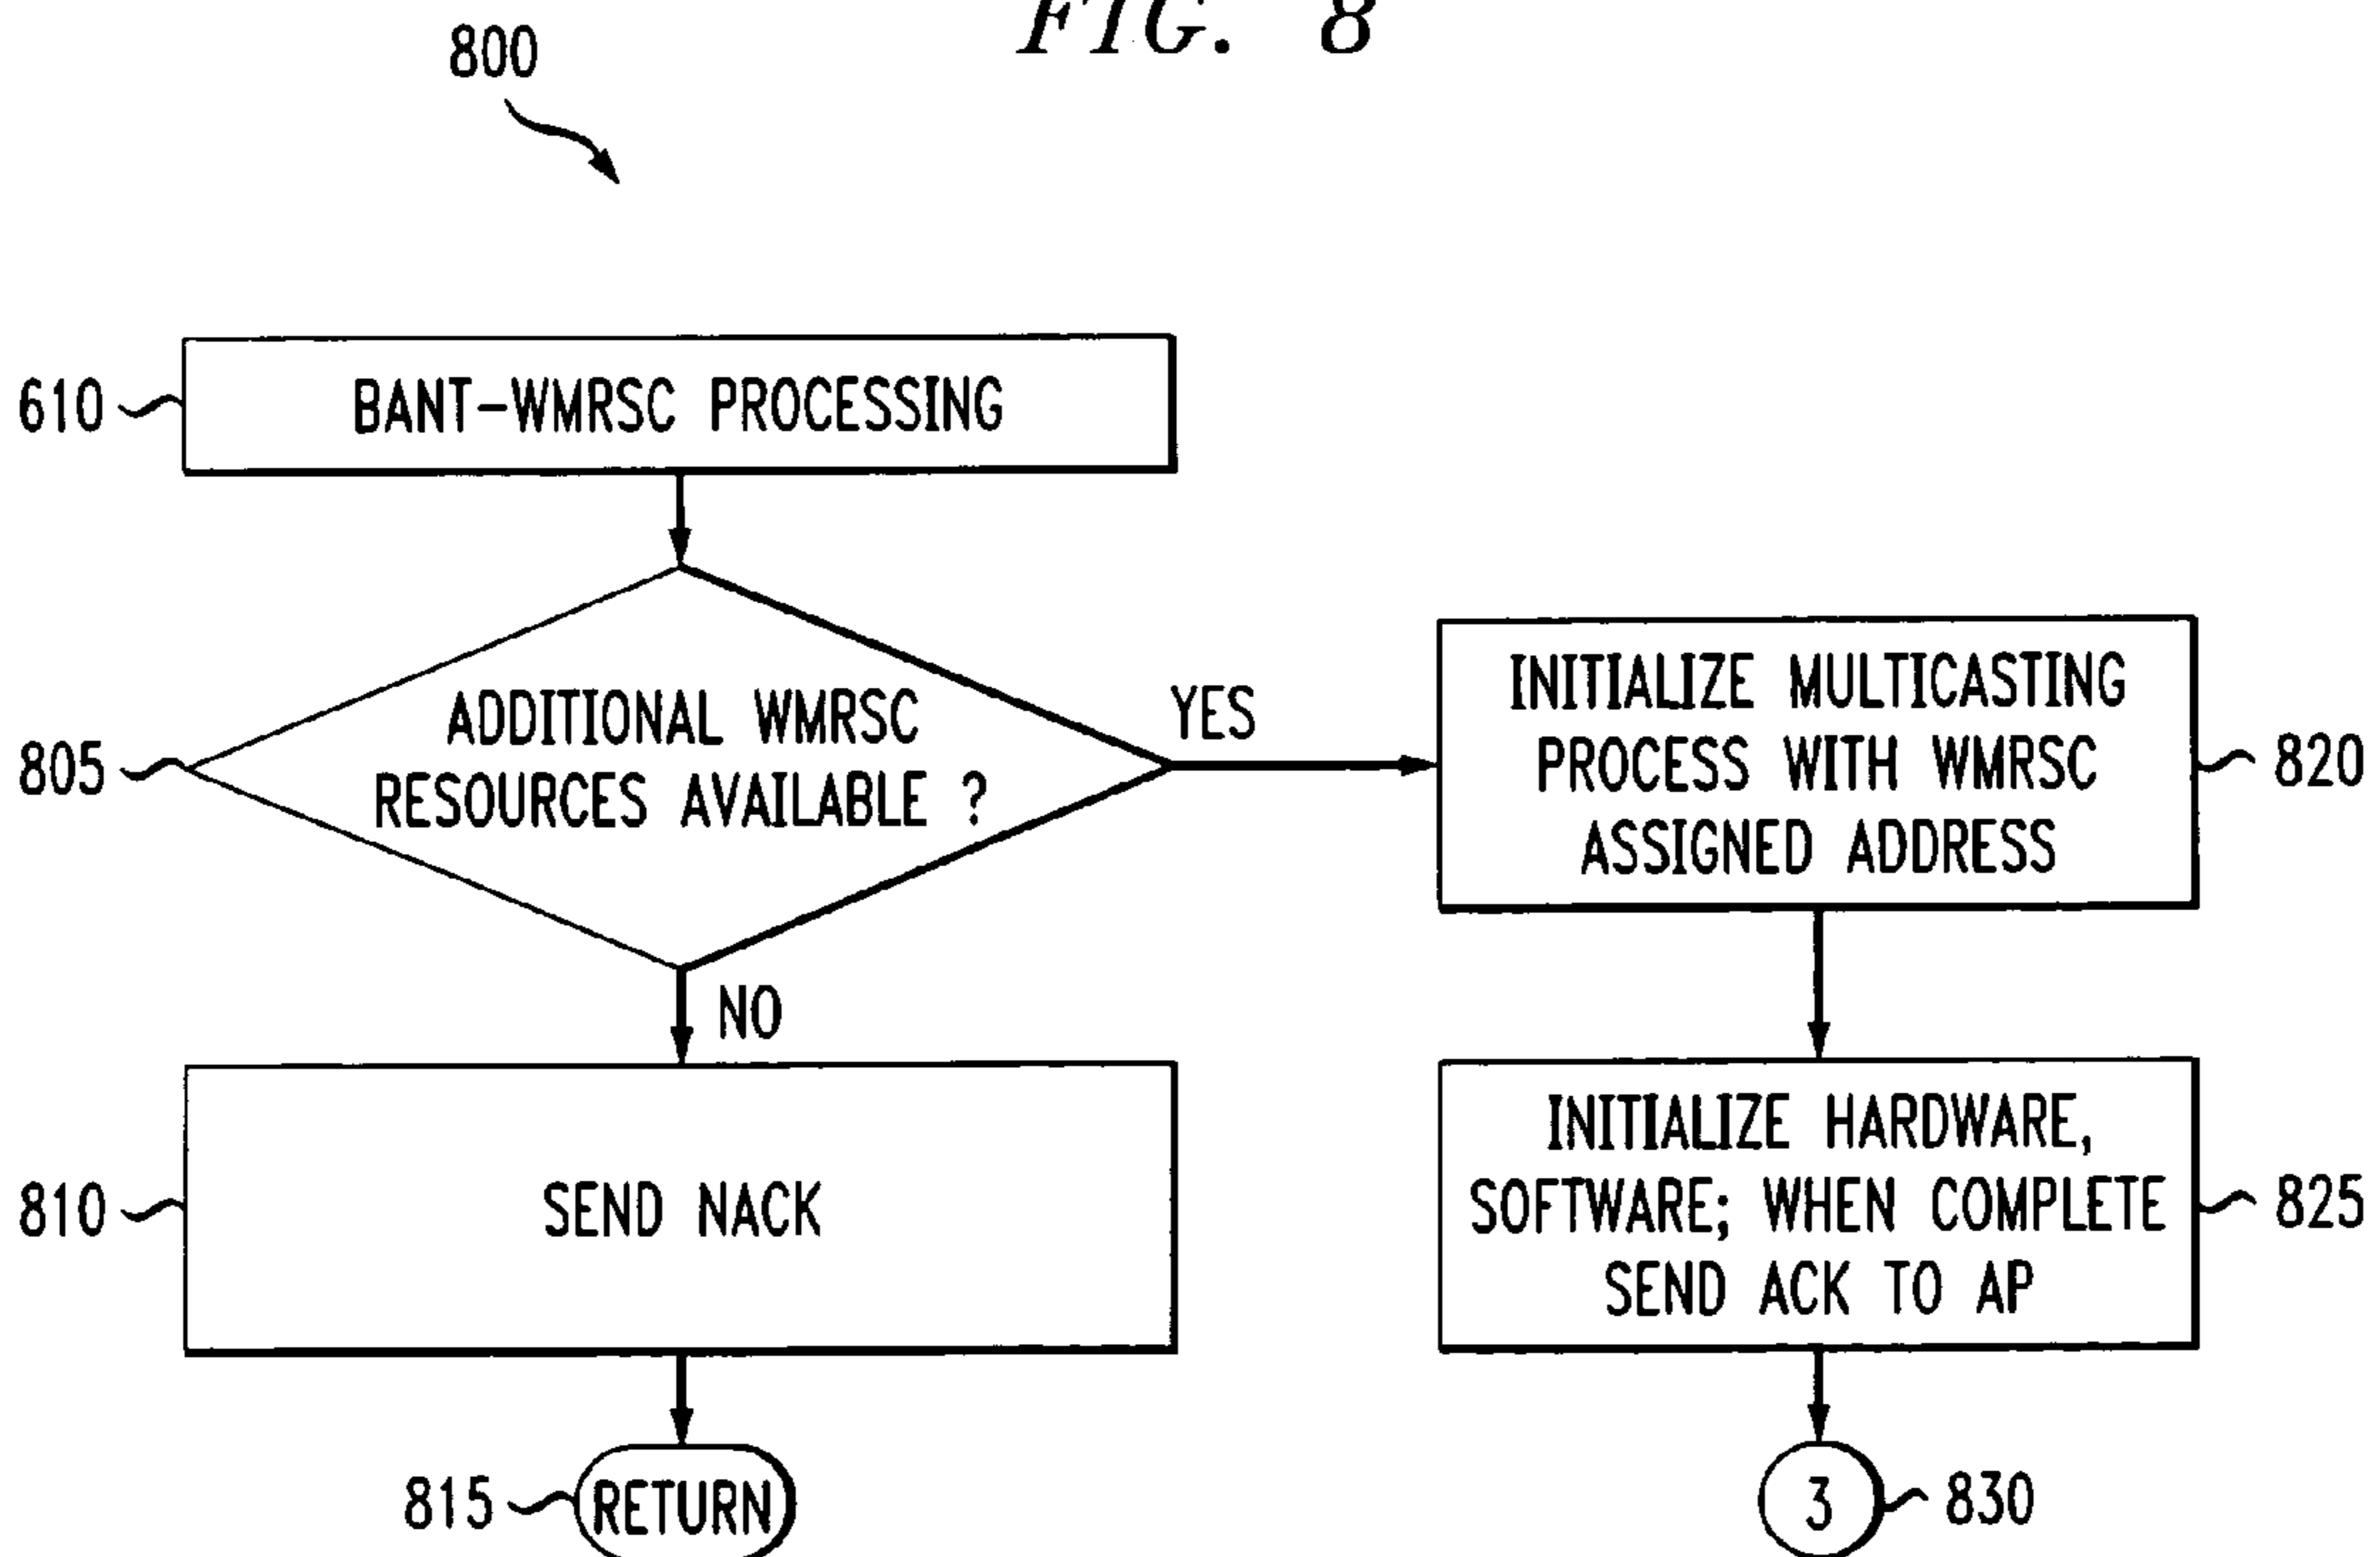 FIG. 8
800
610
BANT-WMRSC PROCESSING
805
ADDITIONAL WMRSC
RESOURCES AVAILABLE ?
YES
NO
INITIALIZE MULTICASTING
PROCESS WITH WMRSC
ASSIGNED ADDRESS
820
810
SEND NACK
INITIALIZE HARDWARE,
SOFTWARE; WHEN COMPLETE
SEND ACK TO AP
825
815
RETURN
3
830